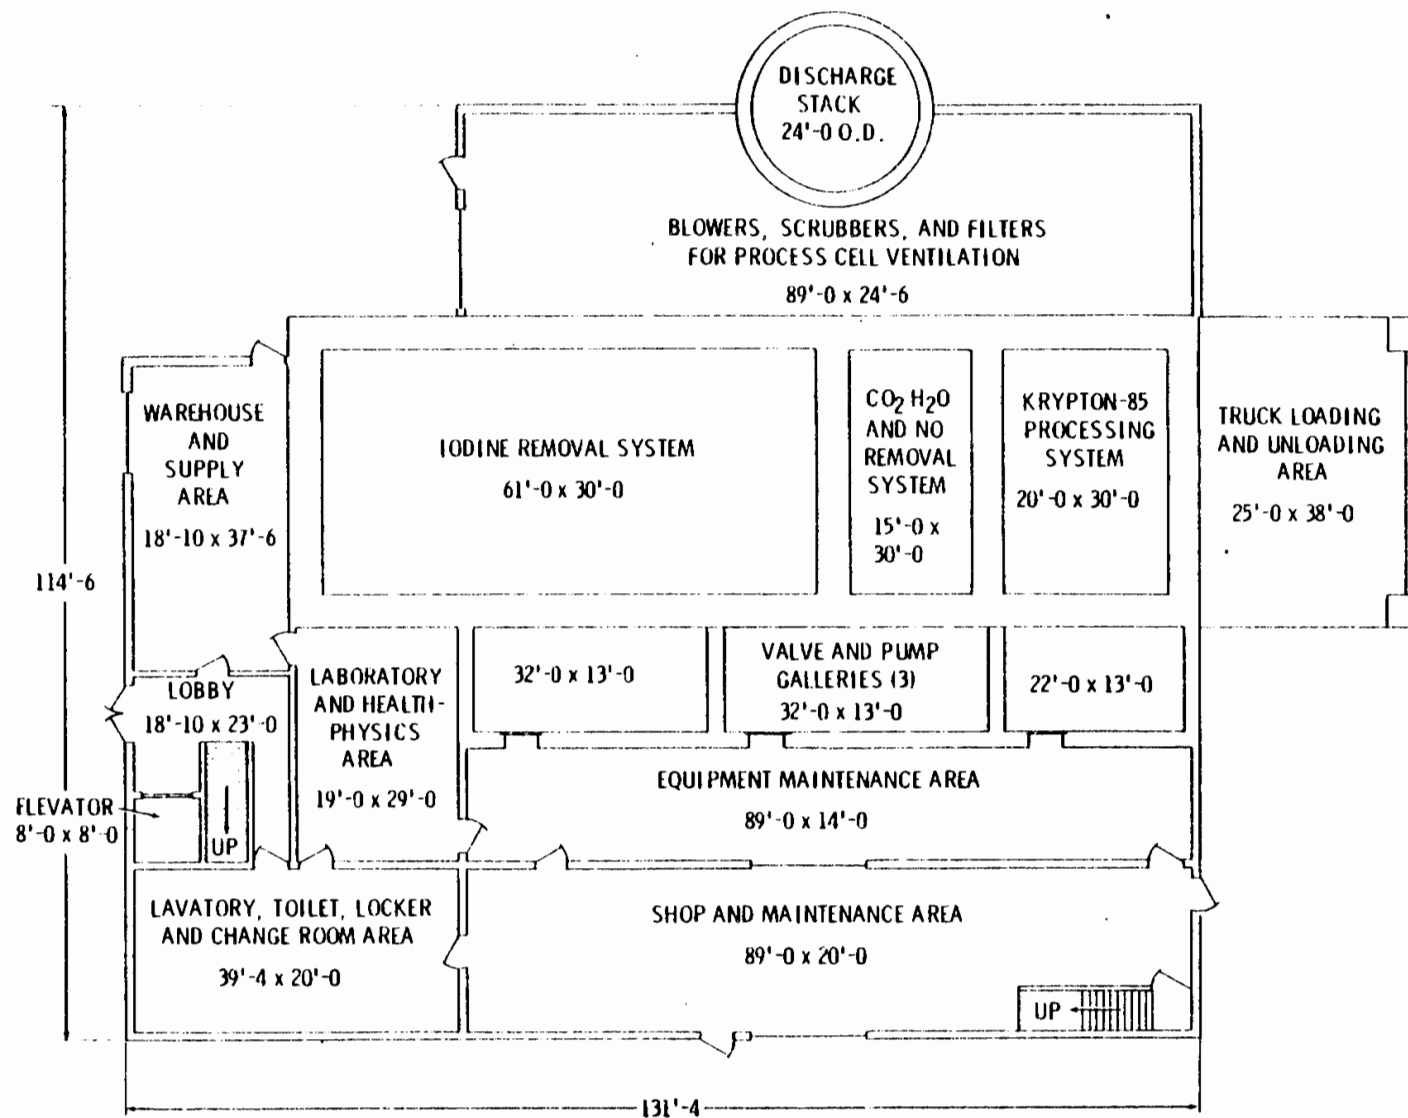 DISCHARGE
STACK
24'-0 O.D.
BLOWERS, SCRUBBERS, AND FILTERS
FOR PROCESS CELL VENTILATION
89'-0 x 24'-6
WAREHOUSE
AND
SUPPLY
AREA
18'-10 x 37'-6
IODINE REMOVAL SYSTEM
61'-0 x 30'-0
CO2 H2O
AND NO
REMOVAL
SYSTEM
15'-0 x
30'-0
KRYPTON-85
PROCESSING
SYSTEM
20'-0 x 30'-0
TRUCK LOADING
AND UNLOADING
AREA
25'-0 x 38'-0
114'-6
LOBBY
18'-10 x 23'-0
LABORATORY
AND HEALTH-
PHYSICS
AREA
19'-0 x 29'-0
32'-0 x 13'-0
VALVE AND PUMP
GALLERIES (3)
32'-0 x 13'-0
22'-0 x 13'-0
EQUIPMENT MAINTENANCE AREA
89'-0 x 14'-0
ELEVATOR
8'-0 x 8'-0
UP
LAVATORY, TOILET, LOCKER
AND CHANGE ROOM AREA
39'-4 x 20'-0
SHOP AND MAINTENANCE AREA
89'-0 x 20'-0
UP
131'-4